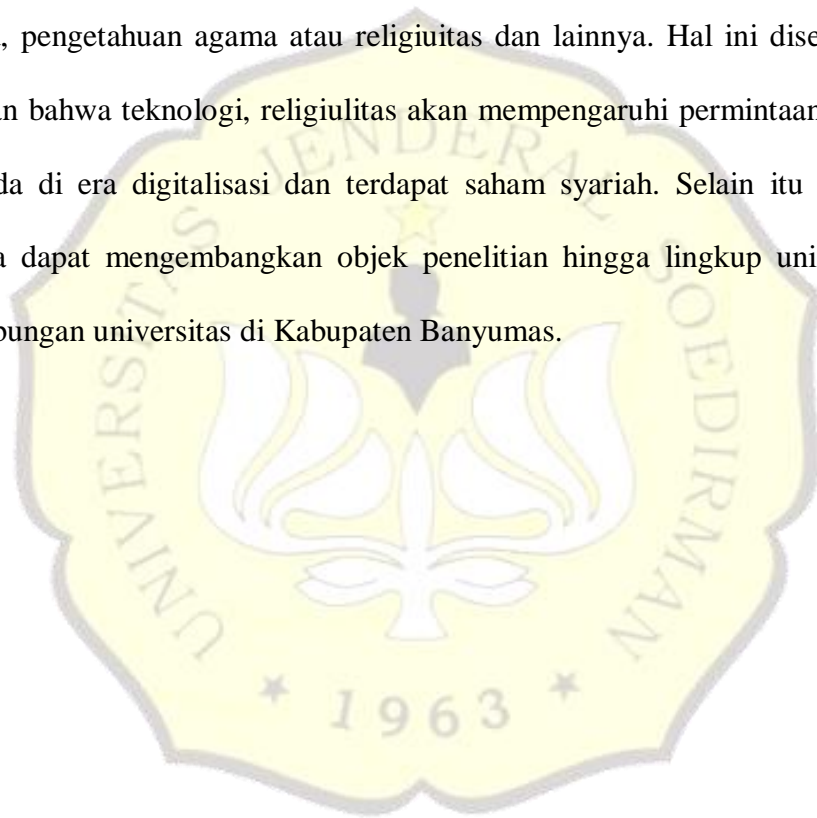 , pengetahuan agama atau religiuitas dan lainnya. Hal ini dise
n bahwa teknologi, religiulitas akan mempengaruhi permintaan
da di era digitalisasi dan terdapat saham syariah. Selain itu
a dapat mengembangkan objek penelitian hingga lingkup uni
bungan universitas di Kabupaten Banyumas.
UNIVERSITAS JENDERAL SOEDIRMAN
* 1963 *